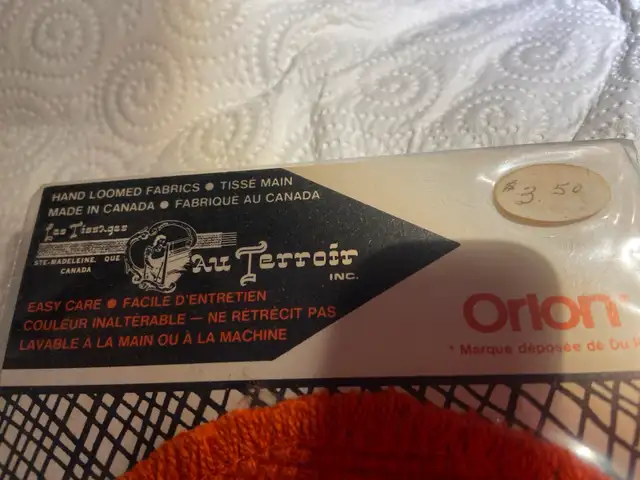 HAND LOOMED FABRICS ● TISSÉ MAIN
MADE IN CANADA ● FABRIQUÉ AU CANADA
Les Tissages
STE-MADELEINE, QUE
CANADA
Au Terroir
INC.
EASY CARE ● FACILE D'ENTRETIEN
COULEUR INALTÉRABLE — NE RÉTRÉCIT PAS
LAVABLE À LA MAIN OU À LA MACHINE
3.50
Orlon
* Marque déposée de Du